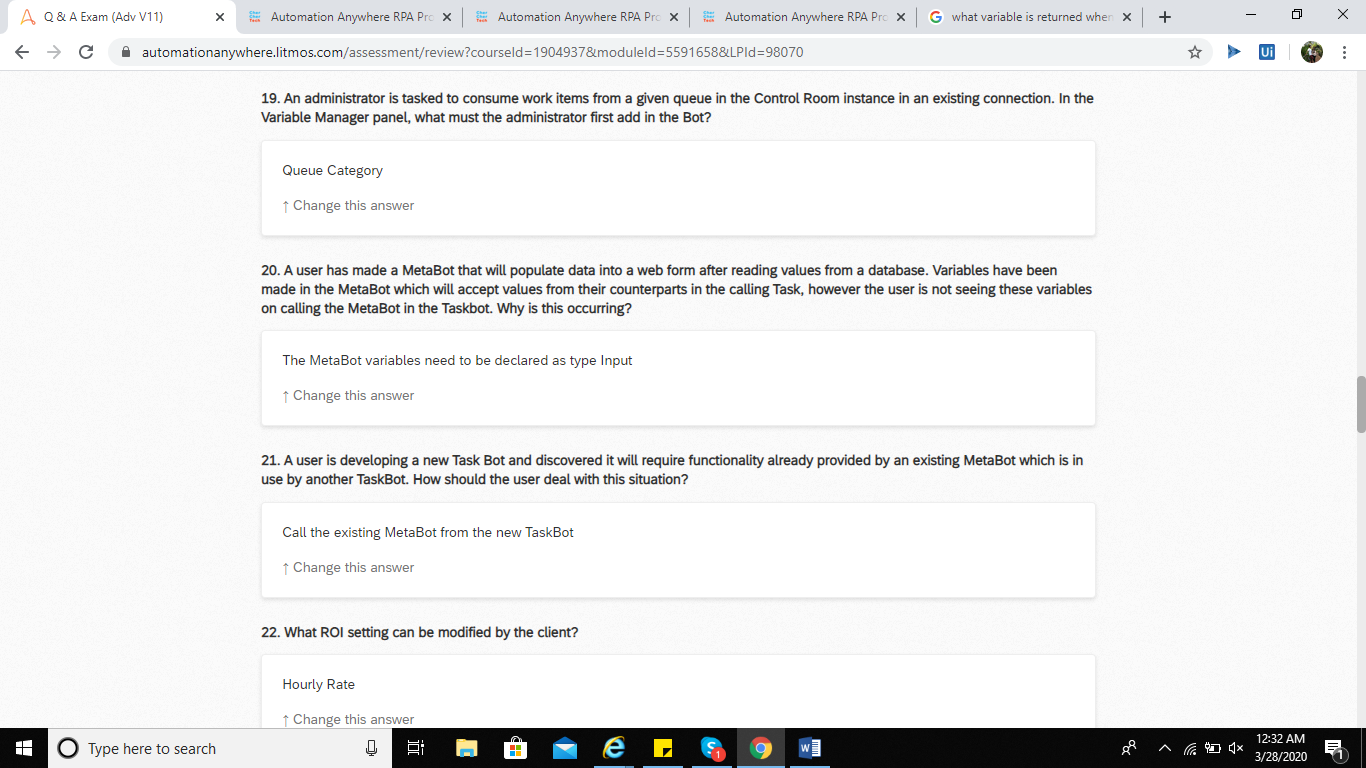 Q & A Exam (Adv V11)
Automation Anywhere RPA Pro
Automation Anywhere RPA Pro
Automation Anywhere RPA Pro
what variable is returned when
automationanywhere.litmos.com/assessment/review?courseId=1904937&moduleId=5591658&LPId=98070
Ui
19. An administrator is tasked to consume work items from a given queue in the Control Room instance in an existing connection. In the
Variable Manager panel, what must the administrator first add in the Bot?
Queue Category
↑ Change this answer
20. A user has made a MetaBot that will populate data into a web form after reading values from a database. Variables have been
made in the MetaBot which will accept values from their counterparts in the calling Task, however the user is not seeing these variables
on calling the MetaBot in the Taskbot. Why is this occurring?
The MetaBot variables need to be declared as type Input
↑ Change this answer
21. A user is developing a new Task Bot and discovered it will require functionality already provided by an existing MetaBot which is in
use by another TaskBot. How should the user deal with this situation?
Call the existing MetaBot from the new TaskBot
↑ Change this answer
22. What ROI setting can be modified by the client?
Hourly Rate
↑ Change this answer
Type here to search
1
12:32 AM
3/28/2020
1